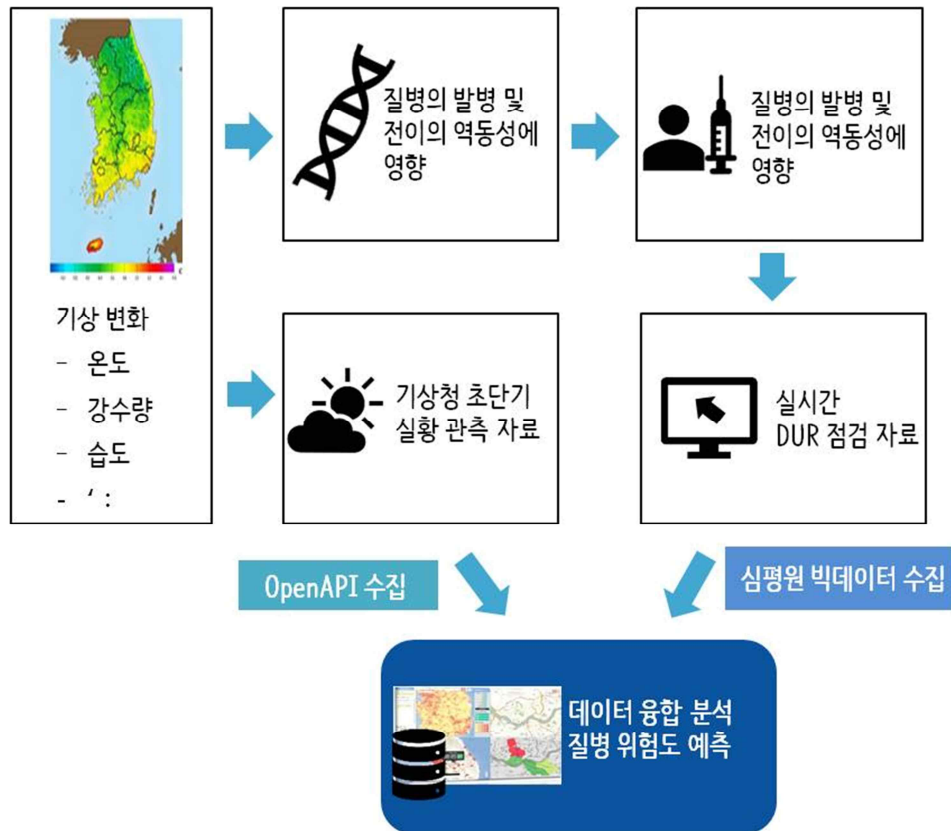 질병의 발병 및
전이의 역동성에
영향
질병의 발병 및
전이의 역동성에
영향
기상 변화
- 온도
- 강수량
- 습도
- ‘ :
기상청 초단기
실황 관측 자료
실시간
DUR 점검 자료
OpenAPI 수집
심평원 빅데이터 수집
데이터 융합 분석
질병 위험도 예측